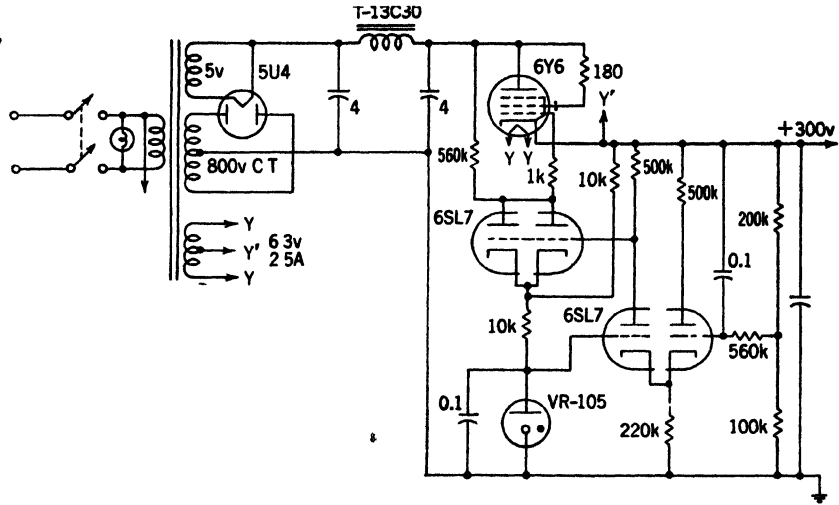 T-13C30
5v
5U4
6Y6
180
Y'
4
4
+300v
800v C T
560k
Y Y
1k
10k
500k
500k
200k
6SL7
Y
Y' 6 3v
2 5A
Y
0.1
10k
6SL7
560k
0.1
VR-105
220k
100k